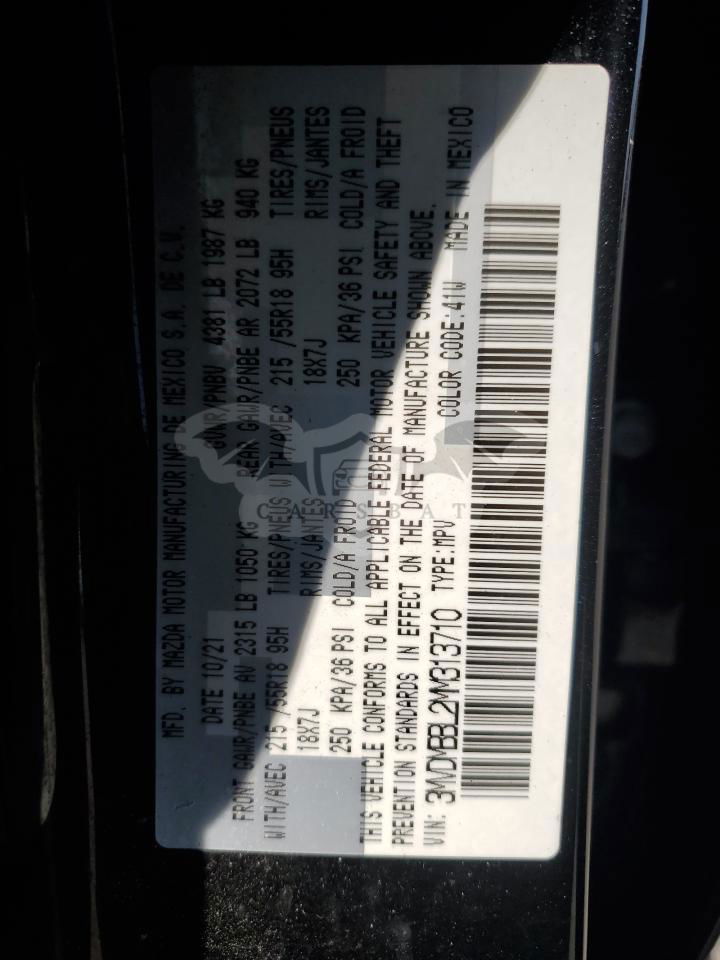 MFD. BY MAZDA MOTOR MANUFACTURING DE MEXICO S.A. DE C.V.
DATE 10/21 GVWR/PNBV 4381 LB 1987 KG
FRONT GAWR/PNBE AV 2315 LB 1050 KG REAR GAWR/PNBE AR 2072 LB 940 KG
WITH/AVEC 215 /55R18 95H TIRES/PNEUS WITH/AVEC 215 /55R18 95H TIRES/PNEUS
18X7J RIMS/JANTES 18X7J RIMS/JANTES
250 KPA/36 PSI COLD/A FROID 250 KPA/36 PSI COLD/A FROID
THIS VEHICLE CONFORMS TO ALL APPLICABLE FEDERAL MOTOR VEHICLE SAFETY AND THEFT
PREVENTION STANDARDS IN EFFECT ON THE DATE OF MANUFACTURE SHOWN ABOVE.
VIN: 3MVDMBBL2NM313710 TYPE:MPV COLOR CODE:41W MADE IN MEXICO
CARSBAT